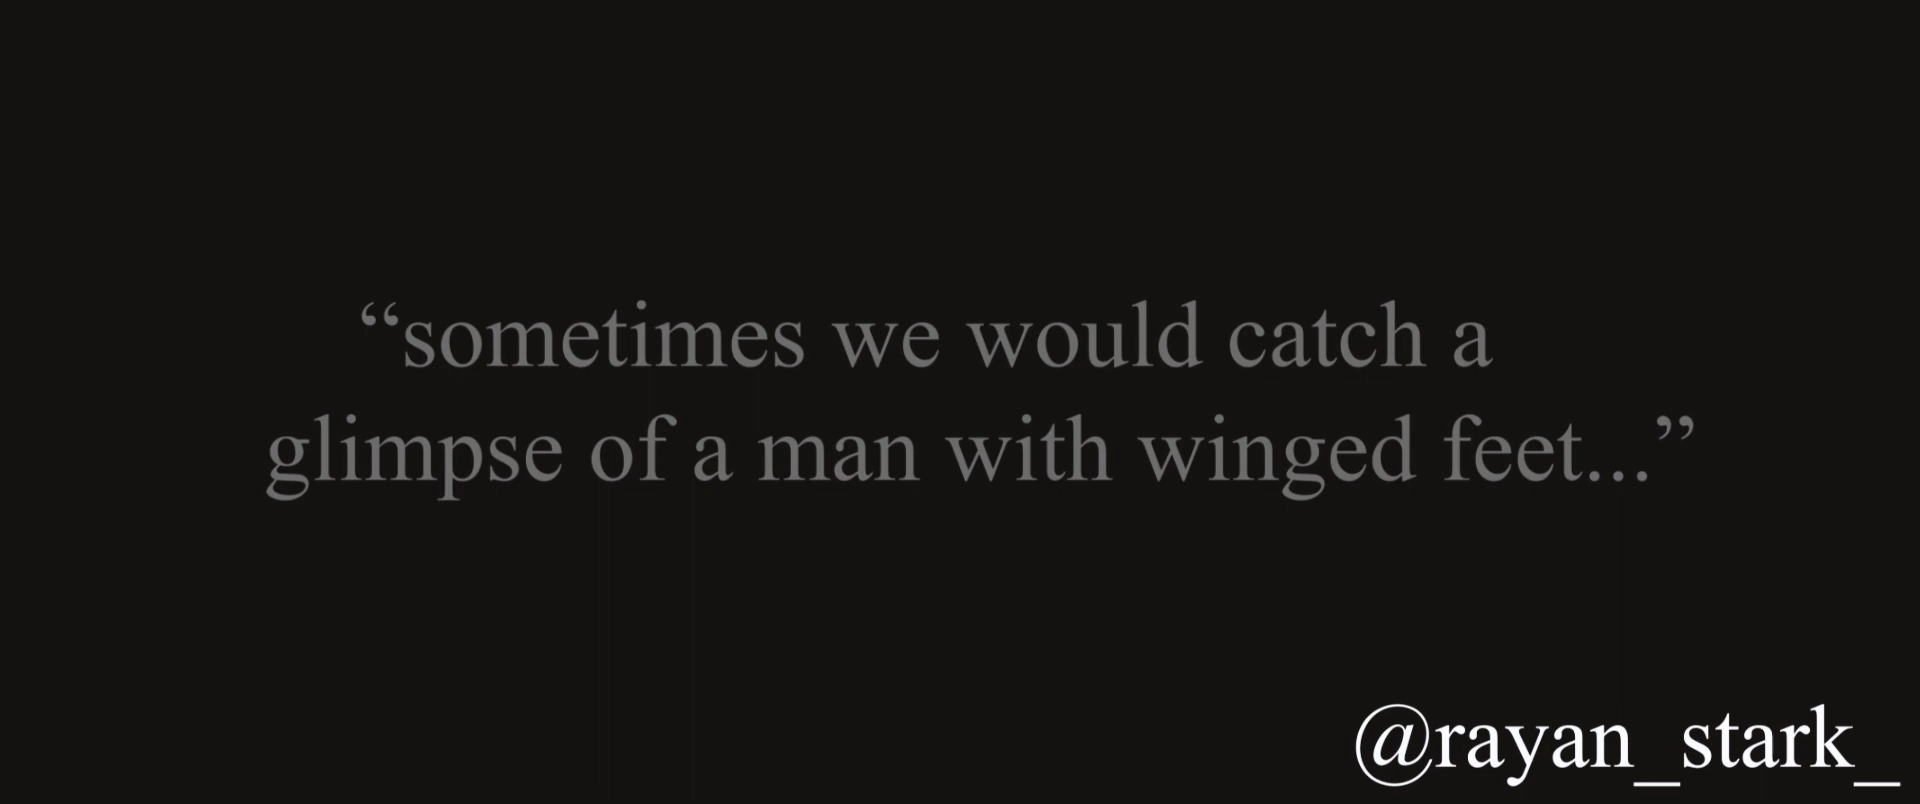 “sometimes we would catch a
glimpse of a man with winged feet...”
@rayan_stark_